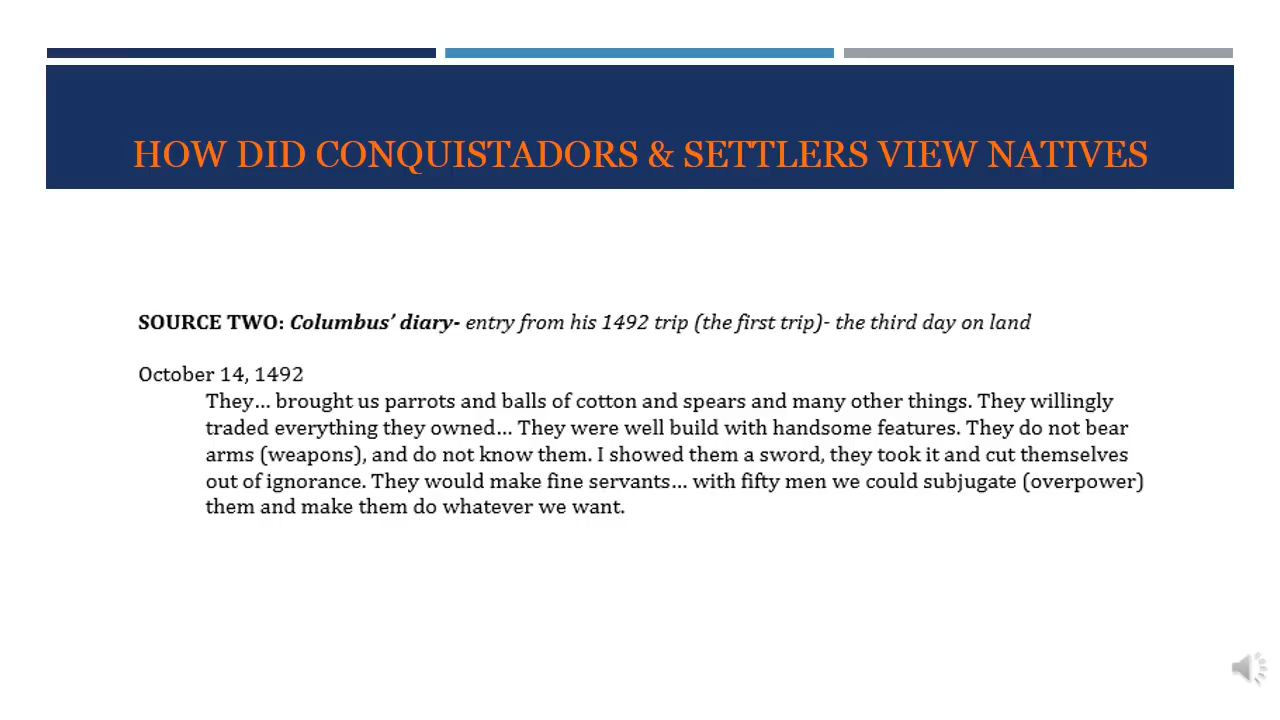 HOW DID CONQUISTADORS & SETTLERS VIEW NATIVES
SOURCE TWO: Columbus’ diary- entry from his 1492 trip (the first trip)- the third day on land
October 14, 1492
They… brought us parrots and balls of cotton and spears and many other things. They willingly
traded everything they owned… They were well build with handsome features. They do not bear
arms (weapons), and do not know them. I showed them a sword, they took it and cut themselves
out of ignorance. They would make fine servants… with fifty men we could subjugate (overpower)
them and make them do whatever we want.